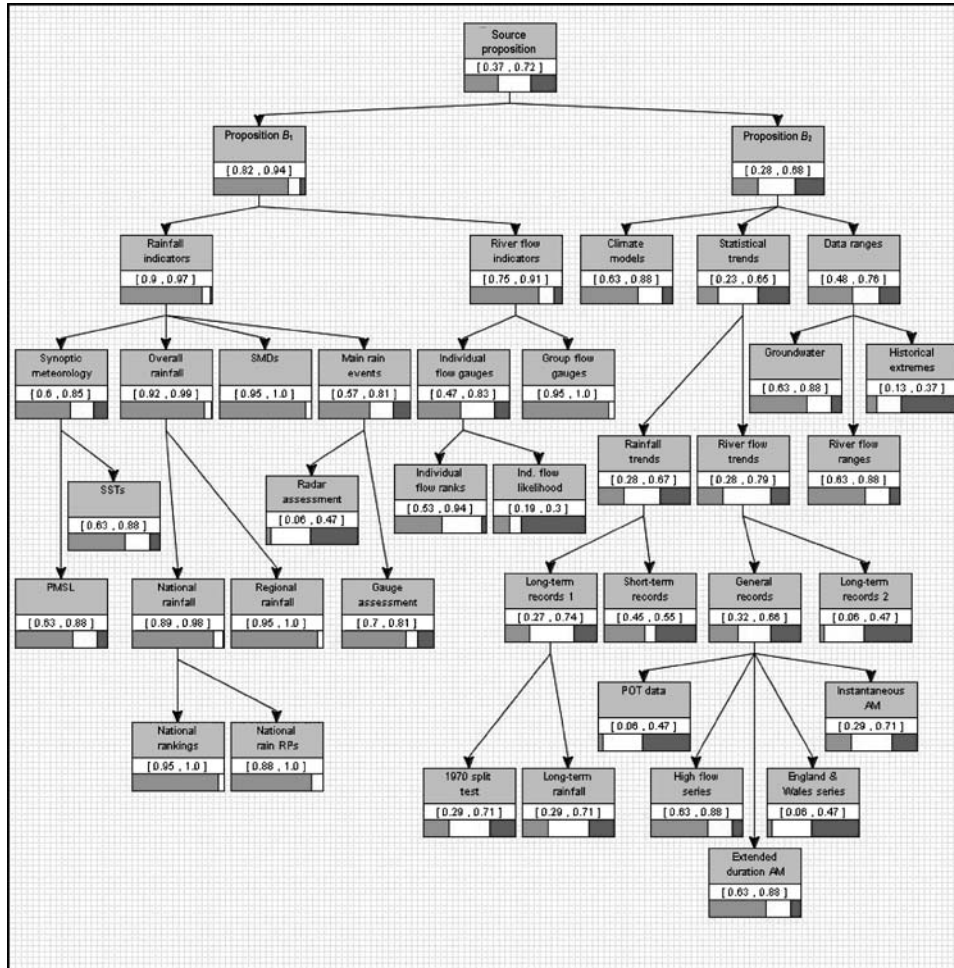 Source
proposition
[ 0.37 , 0.72 ]
Proposition B1
[ 0.82 , 0.94 ]
Proposition B2
[ 0.28 , 0.68 ]
Rainfall
indicators
[ 0.9 , 0.97 ]
River flow
indicators
[ 0.75 , 0.91 ]
Climate
models
[ 0.63 , 0.88 ]
Statistical
trends
[ 0.23 , 0.65 ]
Data ranges
[ 0.48 , 0.76 ]
Synoptic
meteorology
[ 0.6 , 0.85 ]
Overall
rainfall
[ 0.92 , 0.99 ]
SMDs
[ 0.95 , 1.0 ]
Main rain
events
[ 0.57 , 0.81 ]
Individual
flow gauges
[ 0.47 , 0.83 ]
Group flow
gauges
[ 0.95 , 1.0 ]
Groundwater
[ 0.63 , 0.88 ]
Historical
extremes
[ 0.13 , 0.37 ]
SSTs
[ 0.63 , 0.88 ]
Radar
assessment
[ 0.06 , 0.47 ]
Individual
flow ranks
[ 0.53 , 0.94 ]
Ind. flow
likelihood
[ 0.19 , 0.3 ]
Rainfall
trends
[ 0.28 , 0.67 ]
River flow
trends
[ 0.28 , 0.79 ]
River flow
ranges
[ 0.63 , 0.88 ]
PMSL
[ 0.63 , 0.88 ]
National
rainfall
[ 0.89 , 0.98 ]
Regional
rainfall
[ 0.95 , 1.0 ]
Gauge
assessment
[ 0.7 , 0.81 ]
Long-term
records 1
[ 0.27 , 0.74 ]
Short-term
records
[ 0.45 , 0.55 ]
General
records
[ 0.32 , 0.66 ]
Long-term
records 2
[ 0.06 , 0.47 ]
National
rankings
[ 0.95 , 1.0 ]
National
rain RPs
[ 0.88 , 1.0 ]
POT data
[ 0.06 , 0.47 ]
Instantaneous
AM
[ 0.29 , 0.71 ]
1970 split
test
[ 0.29 , 0.71 ]
Long-term
rainfall
[ 0.29 , 0.71 ]
High flow
series
[ 0.63 , 0.88 ]
England &
Wales series
[ 0.06 , 0.47 ]
Extended
duration AM
[ 0.63 , 0.88 ]